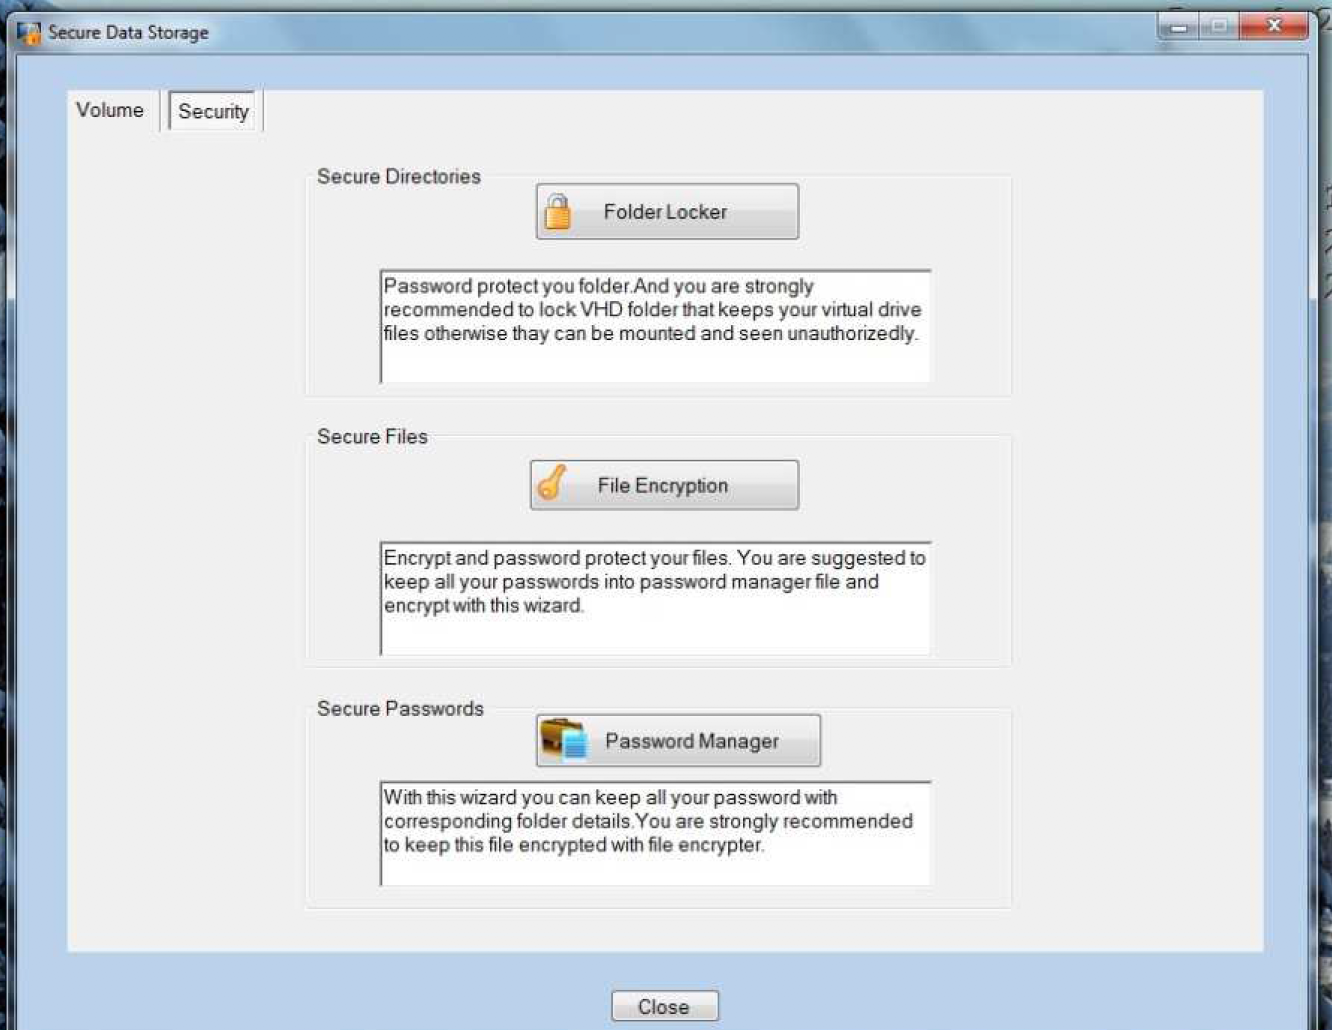 Secure Data Storage
Volume
Security
Secure Directories
Folder Locker
Password protect you folder.And you are strongly
recommended to lock VHD folder that keeps your virtual drive
files otherwise thay can be mounted and seen unauthorizedly.
Secure Files
File Encryption
Encrypt and password protect your files. You are suggested to
keep all your passwords into password manager file and
encrypt with this wizard.
Secure Passwords
Password Manager
With this wizard you can keep all your password with
corresponding folder details.You are strongly recommended
to keep this file encrypted with file encrypter.
Close